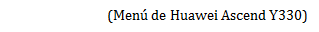 (Menú de Huawei Ascend Y330)